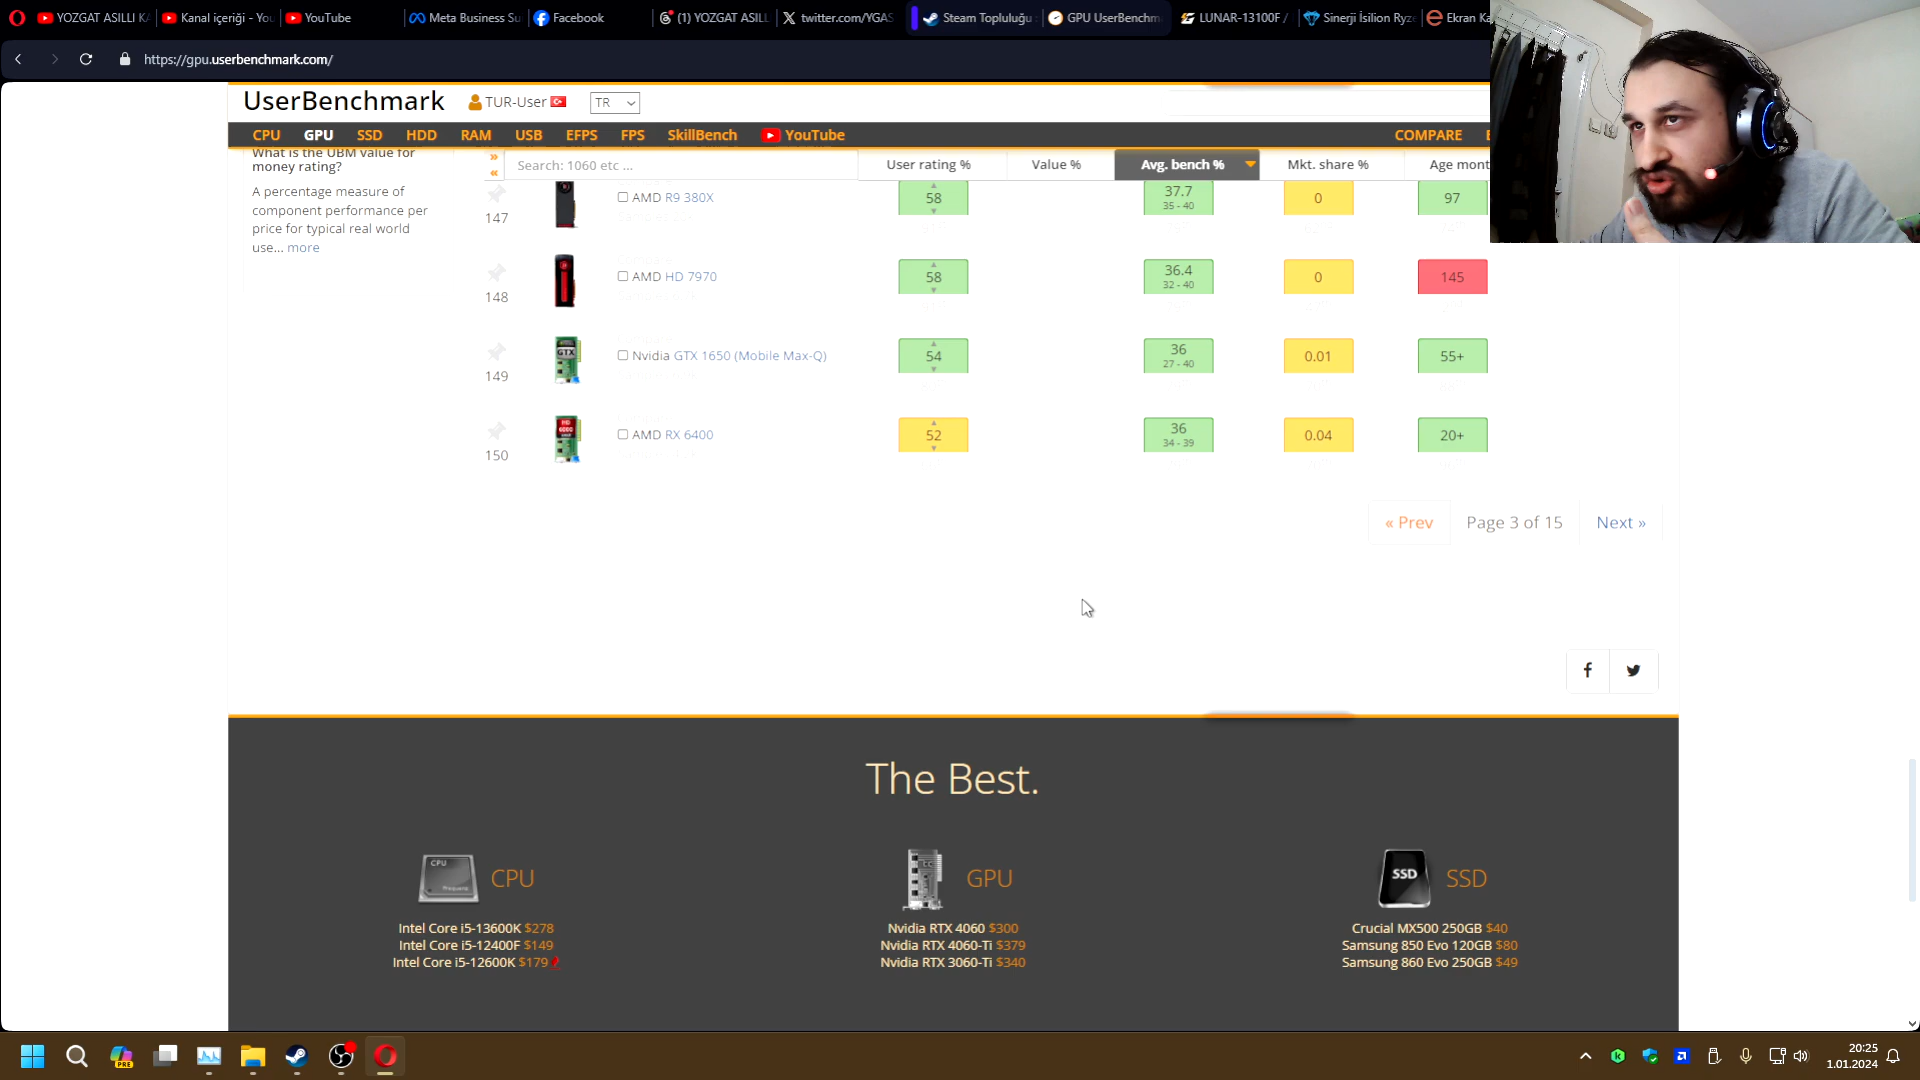 YOZGAT ASILLI KA
Kanal içeriği - You
YouTube
Meta Business Su
Facebook
(1) YOZGAT ASILL
twitter.com/YGAS
Steam Topluluğu
GPU UserBenchm
LUNAR-13100F /
Sinerji İsilion Ryze
Ekran Ka
https://gpu.userbenchmark.com/
UserBenchmark
TUR-User
TR
CPU GPU SSD HDD RAM USB EFPS FPS SkillBench YouTube COMPARE
What is the UBM value for
money rating?
A percentage measure of
component performance per
price for typical real world
use... more
»
«
Search: 1060 etc ...
User rating % Value % Avg. bench % Mkt. share % Age mont
147 AMD R9 380X 58 37.7 0 97
35 - 40
148 AMD HD 7970 58 36.4 0 145
32 - 40
149 Nvidia GTX 1650 (Mobile Max-Q) 54 36 0.01 55+
27 - 40
150 AMD RX 6400 52 36 0.04 20+
34 - 39
« Prev Page 3 of 15 Next »
The Best.
CPU
Intel Core i5-13600K $278
Intel Core i5-12400F $149
Intel Core i5-12600K $179
GPU
Nvidia RTX 4060 $300
Nvidia RTX 4060-Ti $379
Nvidia RTX 3060-Ti $340
SSD
Crucial MX500 250GB $40
Samsung 850 Evo 120GB $80
Samsung 860 Evo 250GB $49
PRE
20:25
1.01.2024